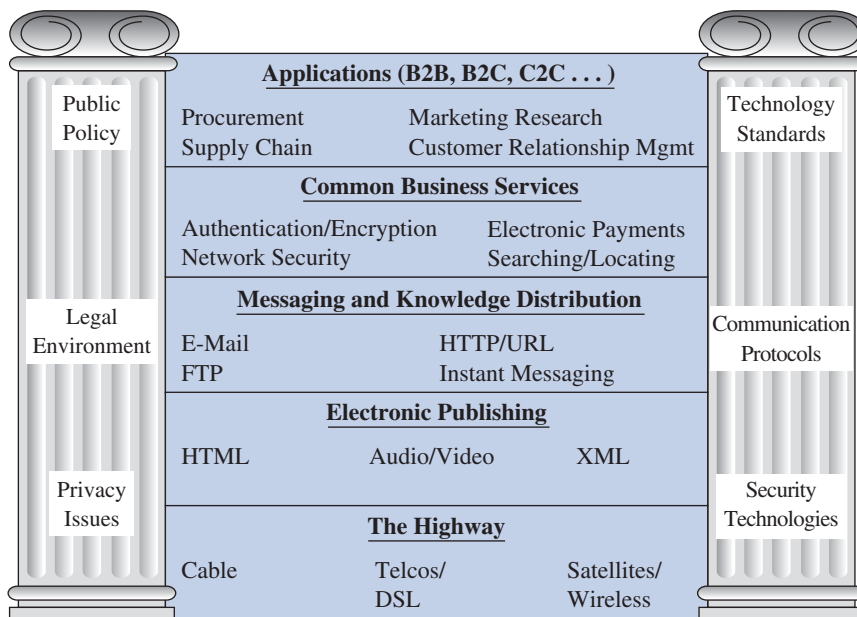 Public
Policy
Legal
Environment
Privacy
Issues
Applications (B2B, B2C, C2C . . . )
Procurement Marketing Research
Supply Chain Customer Relationship Mgmt
Common Business Services
Authentication/Encryption Electronic Payments
Network Security Searching/Locating
Messaging and Knowledge Distribution
E-Mail HTTP/URL
FTP Instant Messaging
Electronic Publishing
HTML Audio/Video XML
The Highway
Cable Telcos/ Satellites/
DSL Wireless
Technology
Standards
Communication
Protocols
Security
Technologies